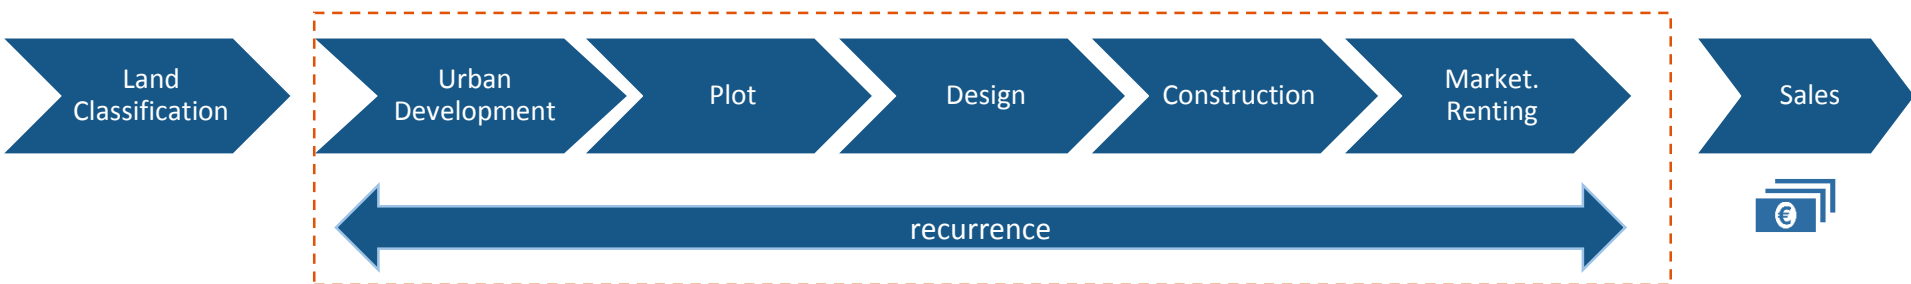 Land
Classification
Urban
Development
Plot
Design
Construction
Market.
Renting
Sales
recurrence
€